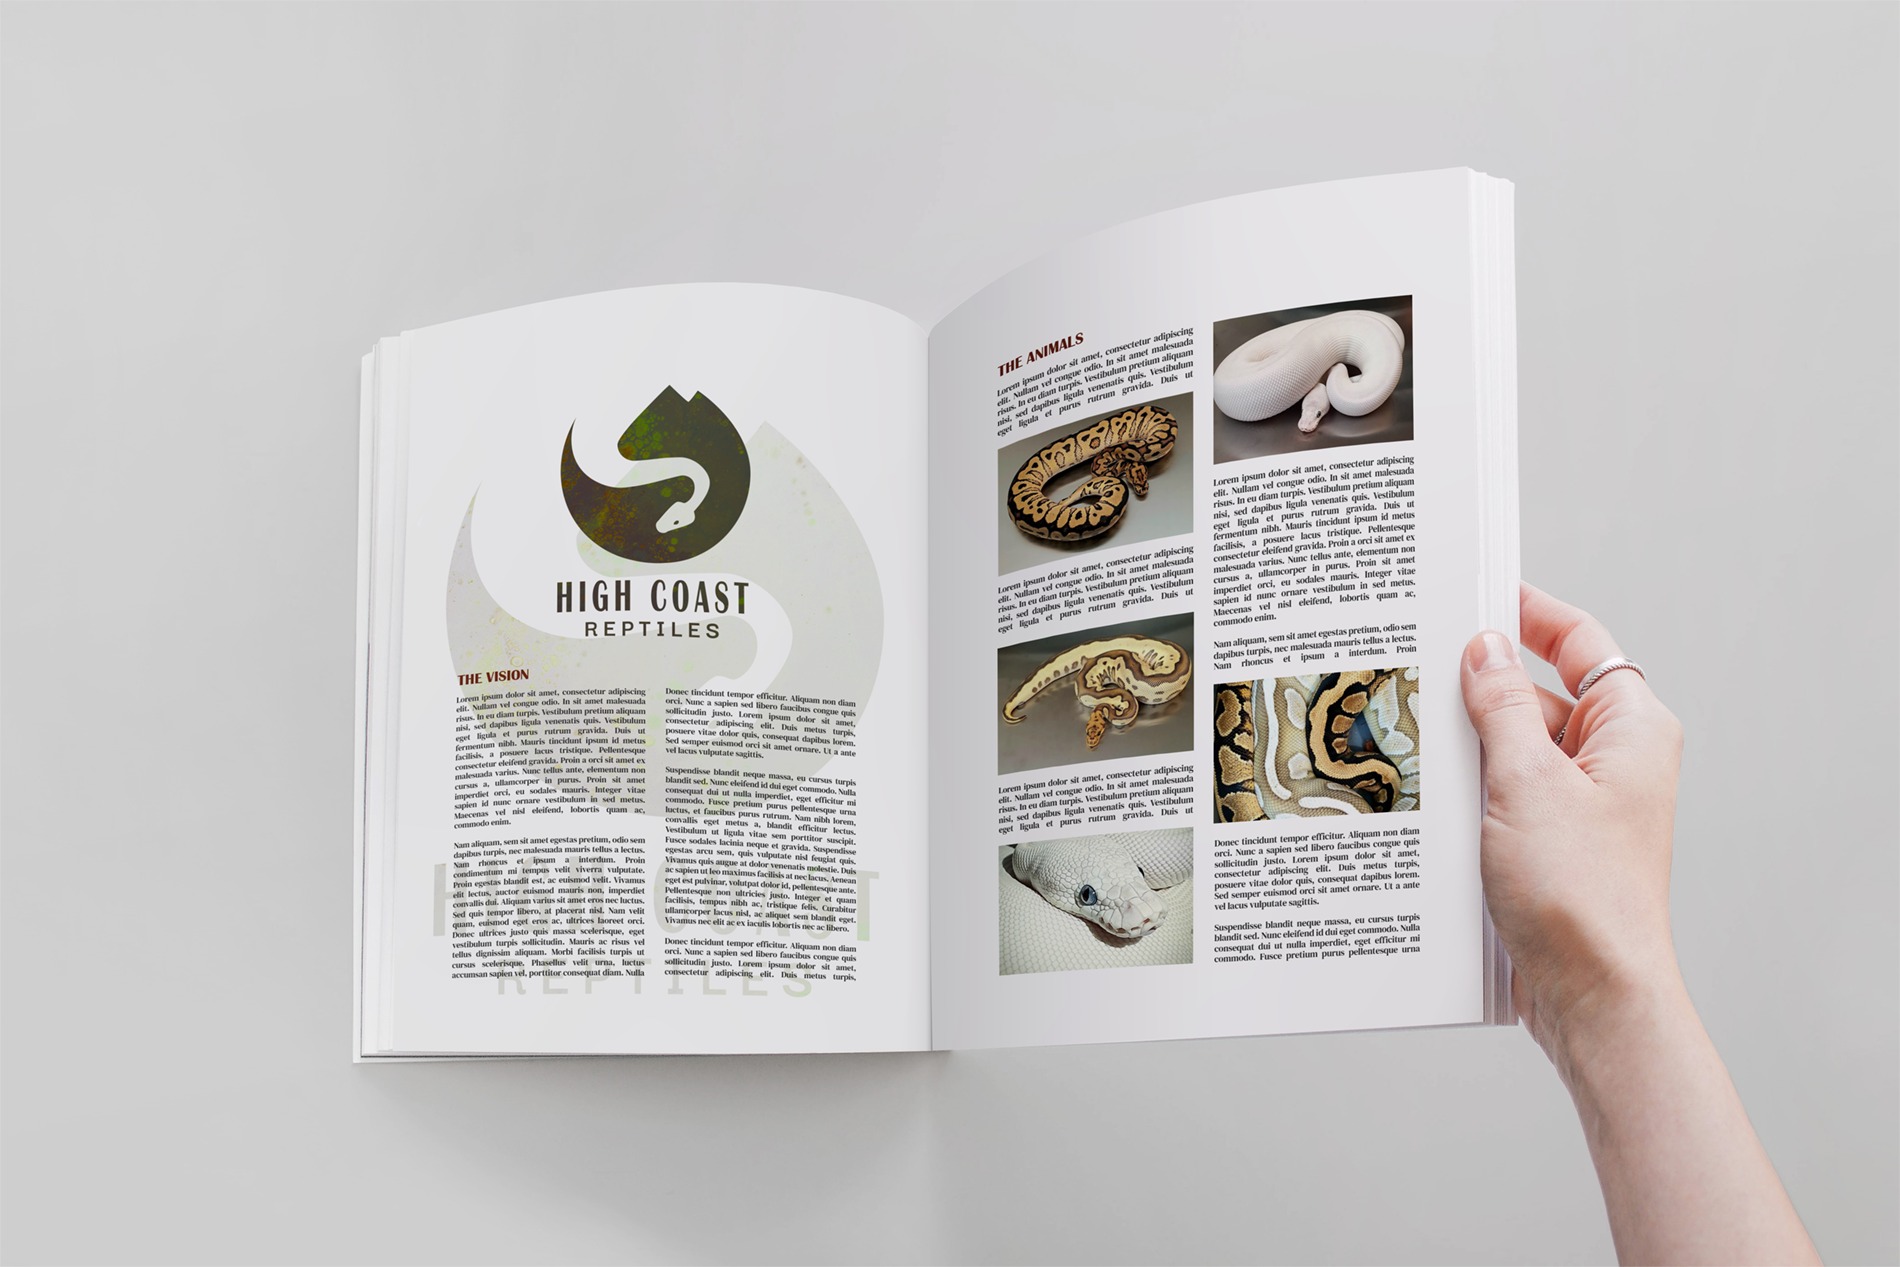 HIGH COAST
REPTILES
THE VISION
Lorem ipsum dolor sit amet, consectetur adipiscing
elit. Nullam vel congue odio. In sit amet malesuada
risus. In eu diam turpis. Vestibulum pretium aliquam
nisi, sed dapibus ligula venenatis quis. Vestibulum
eget ligula et purus rutrum gravida. Duis ut
fermentum nibh. Mauris tincidunt ipsum id metus
facilisis, a posuere lacus tristique. Pellentesque
consectetur eleifend gravida. Proin a orci sit amet ex
malesuada varius. Nunc tellus ante, elementum non
cursus a, ullamcorper in purus. Proin sit amet
imperdiet orci, eu sodales mauris. Integer vitae
sapien id nunc ornare vestibulum in sed metus.
Maecenas vel nisl eleifend, lobortis quam ac,
commodo enim.
Nam aliquam, sem sit amet egestas pretium, odio sem
dapibus turpis, nec malesuada mauris tellus a lectus.
Nam rhoncus et ipsum a interdum. Proin
condimentum mi tempus velit viverra vulputate.
Proin egestas blandit est, ac euismod velit. Vivamus
elit lectus, auctor euismod mauris non, imperdiet
convallis dui. Aliquam varius sit amet eros nec luctus.
Sed quis tempor libero, at placerat nisl. Nam velit
quam, euismod eget eros ac, ultrices laoreet orci.
Donec ultrices justo quis massa scelerisque, eget
vestibulum turpis sollicitudin. Mauris ac risus vel
tellus dignissim aliquam. Morbi facilisis turpis ut
cursus scelerisque. Phasellus velit urna, luctus
accumsan sapien vel, porttitor consequat diam. Nulla
Donec tincidunt tempor efficitur. Aliquam non diam
orci. Nunc a sapien sed libero faucibus congue quis
sollicitudin justo. Lorem ipsum dolor sit amet,
consectetur adipiscing elit. Duis metus turpis,
posuere vitae dolor quis, consequat dapibus lorem.
Sed semper euismod orci sit amet ornare. Ut a ante
vel lacus vulputate sagittis.
Suspendisse blandit neque massa, eu cursus turpis
blandit sed. Nunc eleifend id dui eget commodo. Nulla
consequat dui ut nulla imperdiet, eget efficitur mi
commodo. Fusce pretium purus pellentesque urna
luctus, et faucibus purus rutrum. Nam nibh lorem,
convallis eget metus a, blandit efficitur lectus.
Vestibulum ut ligula vitae sem porttitor suscipit.
Fusce sodales lacinia neque et gravida. Suspendisse
egestas arcu sem, quis vulputate nisl feugiat quis.
Vivamus quis augue at dolor venenatis molestie. Duis
ac sapien ut leo maximus facilisis at nec lacus. Aenean
eget est pulvinar, volutpat dolor id, pellentesque ante.
Pellentesque non ultricies justo. Integer et quam
facilisis, tempus nibh ac, tristique felis. Curabitur
ullamcorper lacus nisl, ac aliquet sem blandit eget.
Vivamus nec elit ac ex iaculis lobortis nec ac libero.
Donec tincidunt tempor efficitur. Aliquam non diam
orci. Nunc a sapien sed libero faucibus congue quis
sollicitudin justo. Lorem ipsum dolor sit amet,
consectetur adipiscing elit. Duis metus turpis,
HIGH COAST
REPTILES
THE ANIMALS
Lorem ipsum dolor sit amet, consectetur adipiscing
elit. Nullam vel congue odio. In sit amet malesuada
risus. In eu diam turpis. Vestibulum pretium aliquam
nisi, sed dapibus ligula venenatis quis. Vestibulum
eget ligula et purus rutrum gravida. Duis ut
Lorem ipsum dolor sit amet, consectetur adipiscing
elit. Nullam vel congue odio. In sit amet malesuada
risus. In eu diam turpis. Vestibulum pretium aliquam
nisi, sed dapibus ligula venenatis quis. Vestibulum
eget ligula et purus rutrum gravida. Duis ut
Lorem ipsum dolor sit amet, consectetur adipiscing
elit. Nullam vel congue odio. In sit amet malesuada
risus. In eu diam turpis. Vestibulum pretium aliquam
nisi, sed dapibus ligula venenatis quis. Vestibulum
eget ligula et purus rutrum gravida. Duis ut
Lorem ipsum dolor sit amet, consectetur adipiscing
elit. Nullam vel congue odio. In sit amet malesuada
risus. In eu diam turpis. Vestibulum pretium aliquam
nisi, sed dapibus ligula venenatis quis. Vestibulum
eget ligula et purus rutrum gravida. Duis ut
fermentum nibh. Mauris tincidunt ipsum id metus
facilisis, a posuere lacus tristique. Pellentesque
consectetur eleifend gravida. Proin a orci sit amet ex
malesuada varius. Nunc tellus ante, elementum non
cursus a, ullamcorper in purus. Proin sit amet
imperdiet orci, eu sodales mauris. Integer vitae
sapien id nunc ornare vestibulum in sed metus.
Maecenas vel nisl eleifend, lobortis quam ac,
commodo enim.
Nam aliquam, sem sit amet egestas pretium, odio sem
dapibus turpis, nec malesuada mauris tellus a lectus.
Nam rhoncus et ipsum a interdum. Proin
Donec tincidunt tempor efficitur. Aliquam non diam
orci. Nunc a sapien sed libero faucibus congue quis
sollicitudin justo. Lorem ipsum dolor sit amet,
consectetur adipiscing elit. Duis metus turpis,
posuere vitae dolor quis, consequat dapibus lorem.
Sed semper euismod orci sit amet ornare. Ut a ante
vel lacus vulputate sagittis.
Suspendisse blandit neque massa, eu cursus turpis
blandit sed. Nunc eleifend id dui eget commodo. Nulla
consequat dui ut nulla imperdiet, eget efficitur mi
commodo. Fusce pretium purus pellentesque urna